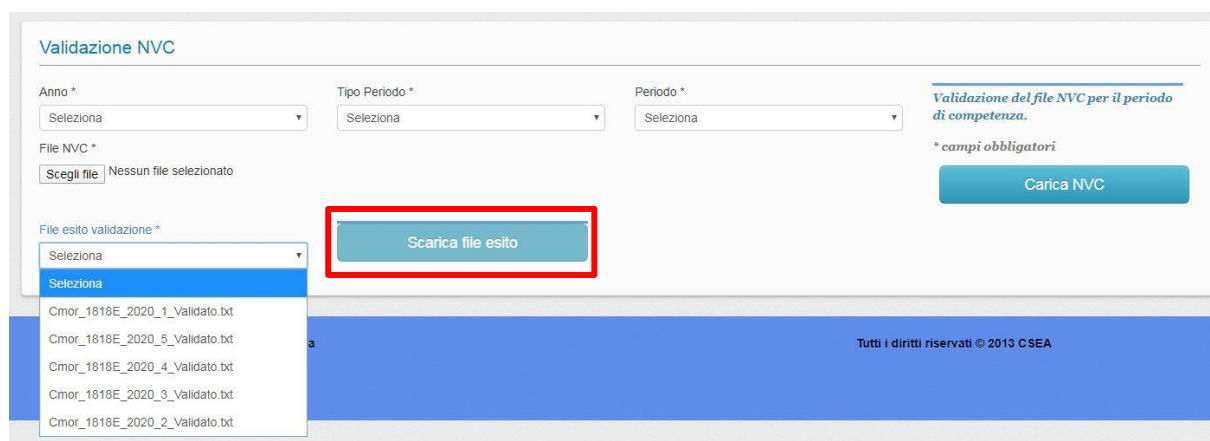 Validazione NVC
Anno *
Tipo Periodo *
Periodo *
Seleziona
Seleziona
Seleziona
Validazione del file NVC per il periodo
di competenza.
* campi obbligatori
File NVC *
Scegli file Nessun file selezionato
Carica NVC
File esito validazione *
Seleziona
Scarica file esito
Seleziona
Cmor_1818E_2020_1_Validato.txt
Cmor_1818E_2020_5_Validato.txt
Cmor_1818E_2020_4_Validato.txt
Cmor_1818E_2020_3_Validato.txt
Cmor_1818E_2020_2_Validato.txt
a
Tutti i diritti riservati © 2013 CSEA